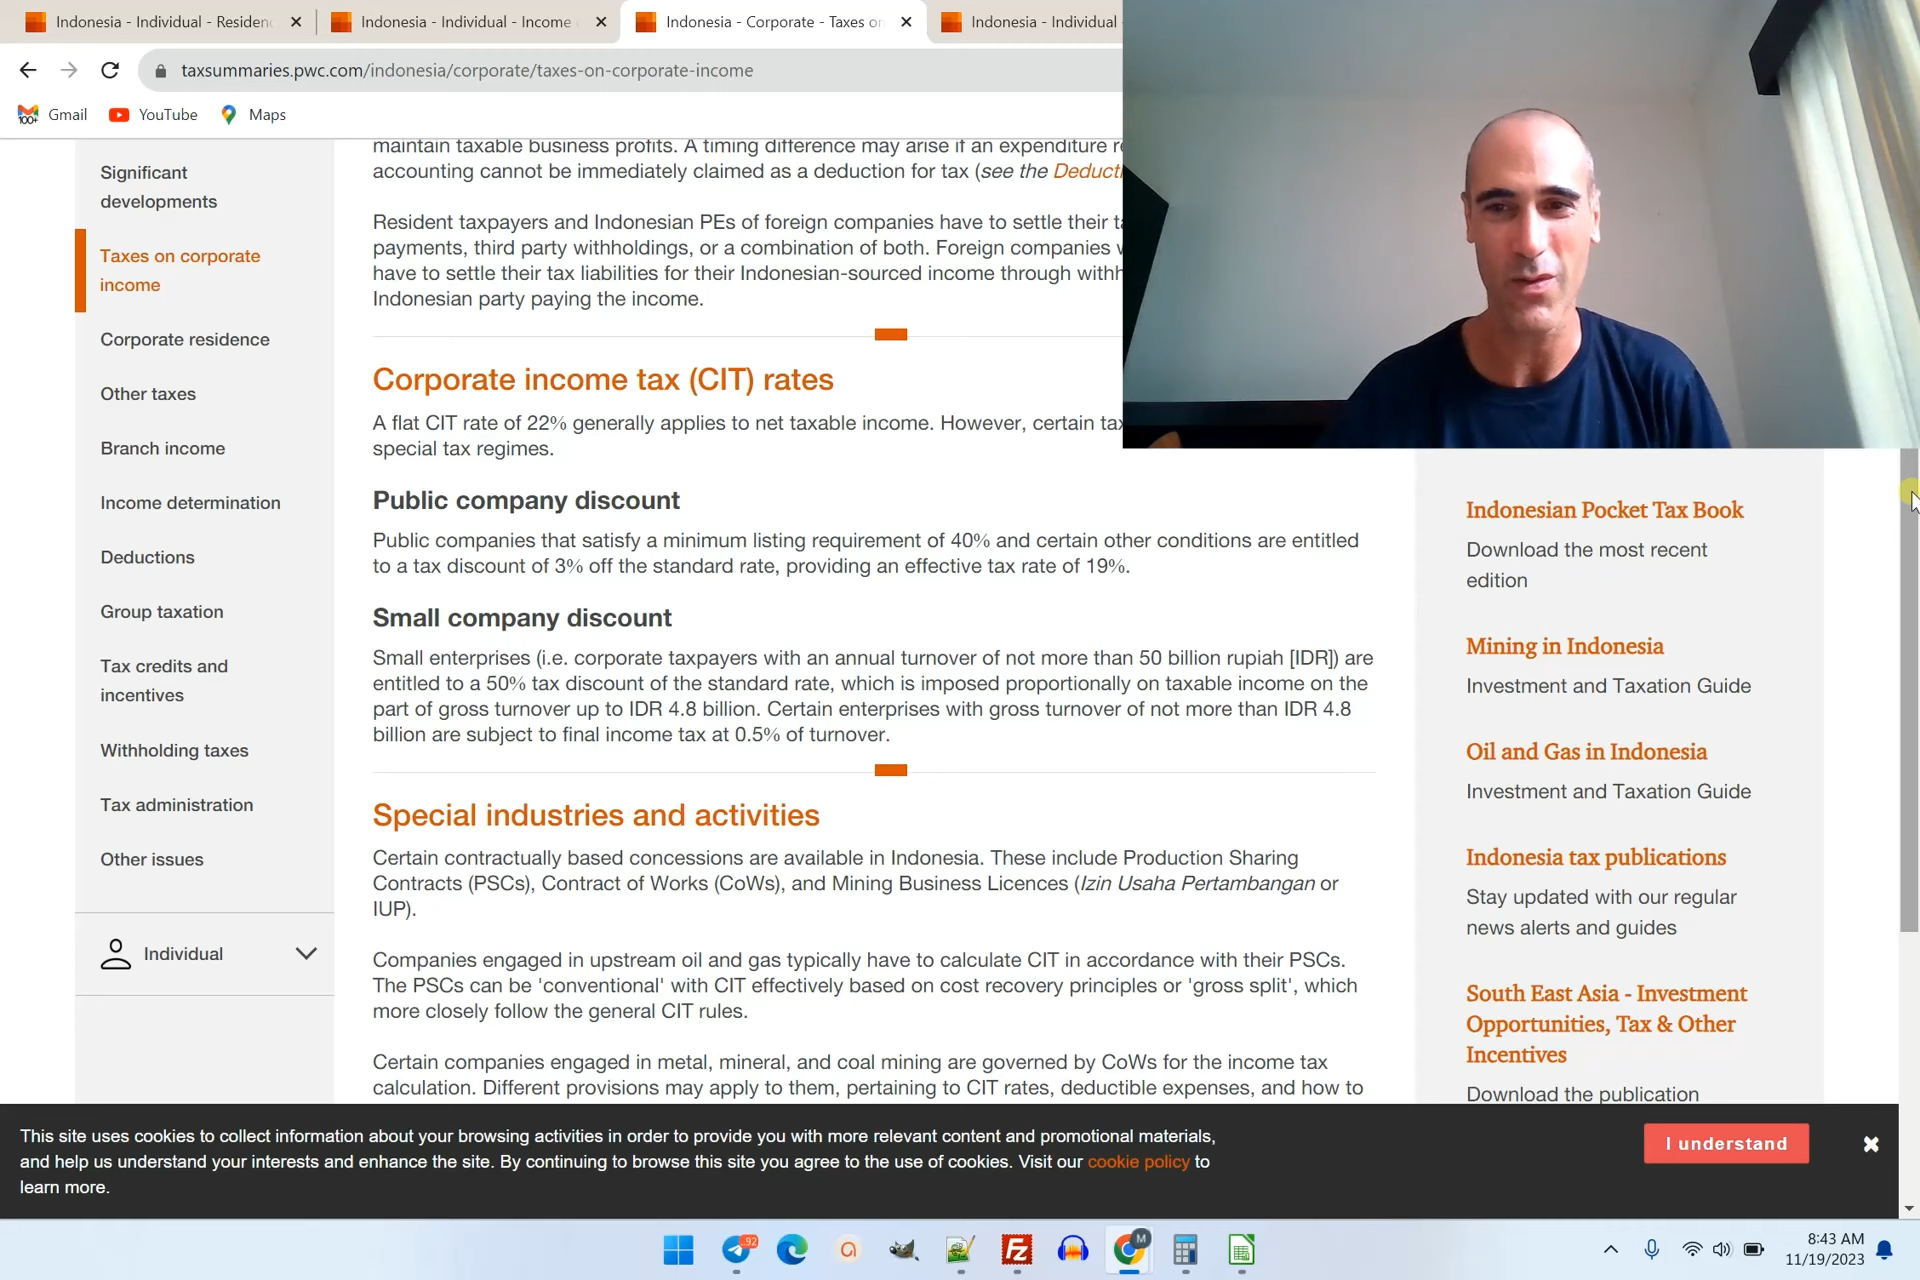 Indonesia - Individual - Residenc
Indonesia - Individual - Income
Indonesia - Corporate - Taxes on
Indonesia - Individual -
taxsummaries.pwc.com/indonesia/corporate/taxes-on-corporate-income
100+
Gmail
YouTube
Maps
Significant
developments
Taxes on corporate
income
Corporate residence
Other taxes
Branch income
Income determination
Deductions
Group taxation
Tax credits and
incentives
Withholding taxes
Tax administration
Other issues
Individual
maintain taxable business profits. A timing difference may arise if an expenditure
accounting cannot be immediately claimed as a deduction for tax (see the Deducti
Resident taxpayers and Indonesian PEs of foreign companies have to settle their
payments, third party withholdings, or a combination of both. Foreign companies
have to settle their tax liabilities for their Indonesian-sourced income through withh
Indonesian party paying the income.
Corporate income tax (CIT) rates
A flat CIT rate of 22% generally applies to net taxable income. However, certain tax
special tax regimes.
Public company discount
Public companies that satisfy a minimum listing requirement of 40% and certain other conditions are entitled
to a tax discount of 3% off the standard rate, providing an effective tax rate of 19%.
Small company discount
Small enterprises (i.e. corporate taxpayers with an annual turnover of not more than 50 billion rupiah [IDR]) are
entitled to a 50% tax discount of the standard rate, which is imposed proportionally on taxable income on the
part of gross turnover up to IDR 4.8 billion. Certain enterprises with gross turnover of not more than IDR 4.8
billion are subject to final income tax at 0.5% of turnover.
Special industries and activities
Certain contractually based concessions are available in Indonesia. These include Production Sharing
Contracts (PSCs), Contract of Works (CoWs), and Mining Business Licences (Izin Usaha Pertambangan or
IUP).
Companies engaged in upstream oil and gas typically have to calculate CIT in accordance with their PSCs.
The PSCs can be 'conventional' with CIT effectively based on cost recovery principles or 'gross split', which
more closely follow the general CIT rules.
Certain companies engaged in metal, mineral, and coal mining are governed by CoWs for the income tax
calculation. Different provisions may apply to them, pertaining to CIT rates, deductible expenses, and how to
Indonesian Pocket Tax Book
Download the most recent
edition
Mining in Indonesia
Investment and Taxation Guide
Oil and Gas in Indonesia
Investment and Taxation Guide
Indonesia tax publications
Stay updated with our regular
news alerts and guides
South East Asia - Investment
Opportunities, Tax & Other
Incentives
Download the publication
This site uses cookies to collect information about your browsing activities in order to provide you with more relevant content and promotional materials,
and help us understand your interests and enhance the site. By continuing to browse this site you agree to the use of cookies. Visit our cookie policy to
learn more.
I understand
92
Fz
M
8:43 AM
11/19/2023